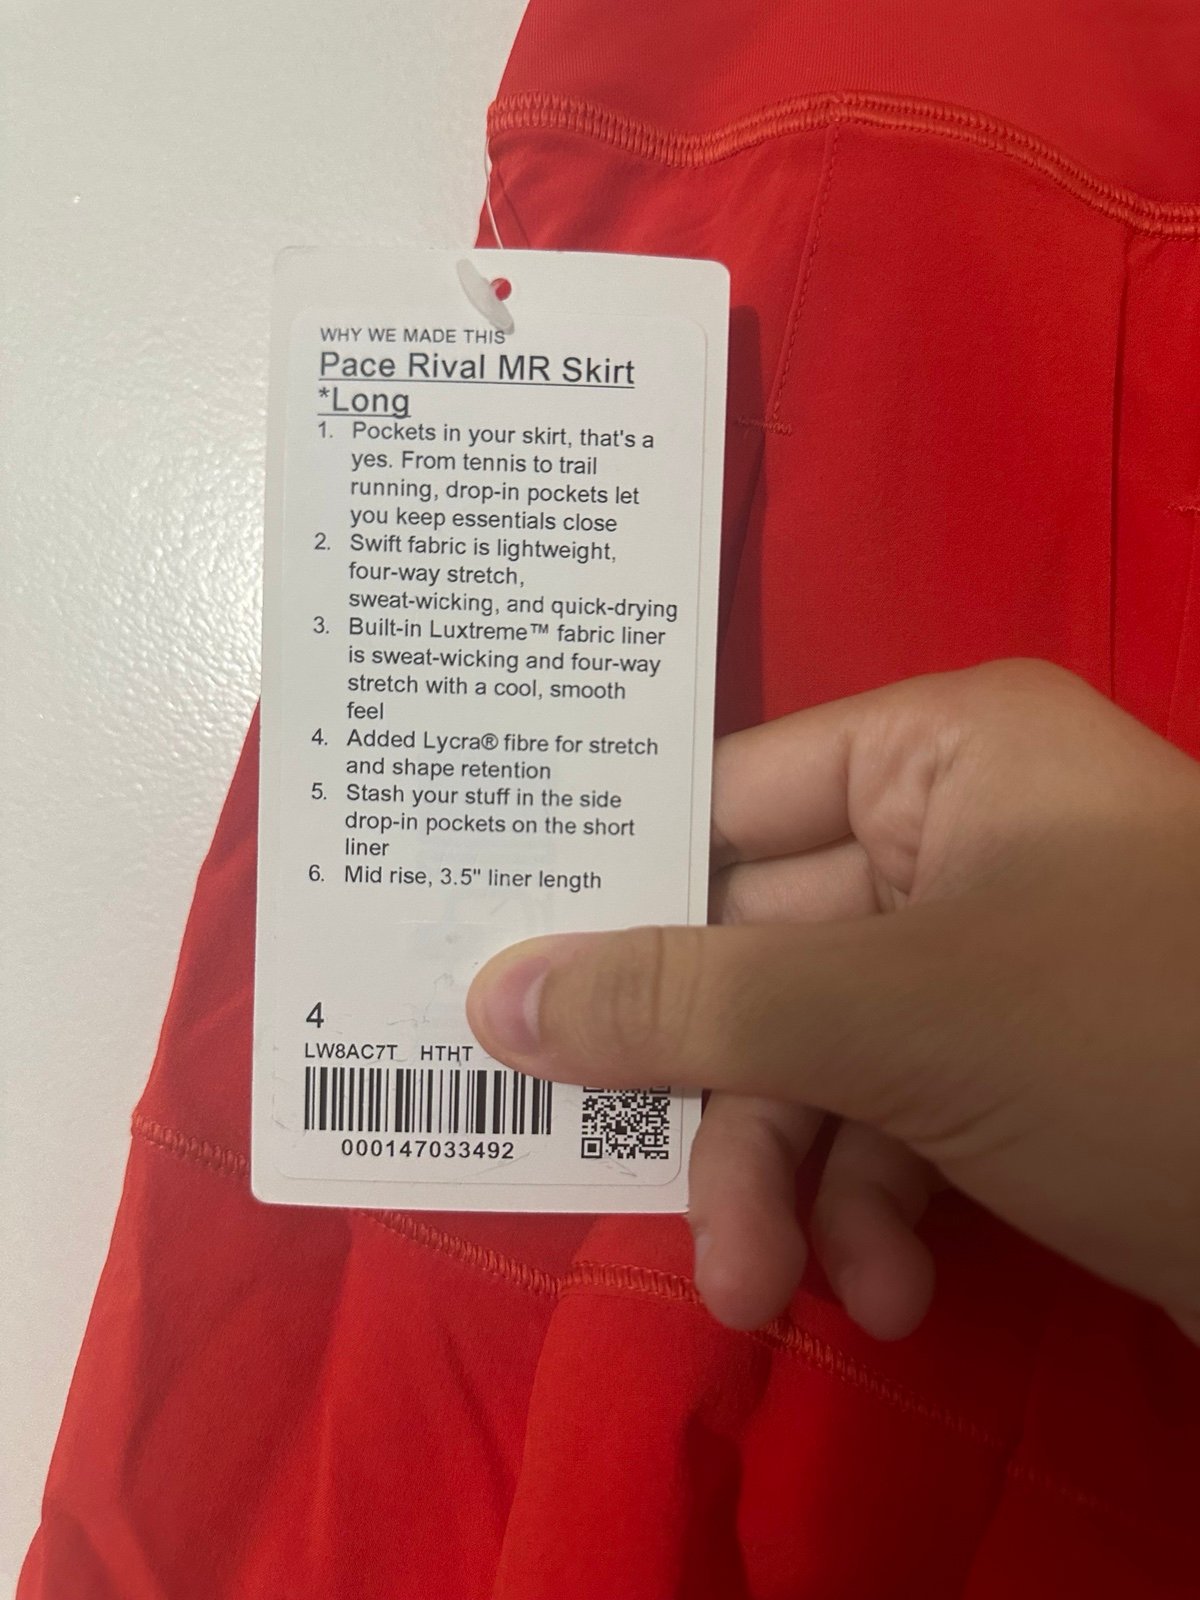 WHY WE MADE THIS
Pace Rival MR Skirt
*Long
1. Pockets in your skirt, that's a
yes. From tennis to trail
running, drop-in pockets let
you keep essentials close
2. Swift fabric is lightweight,
four-way stretch,
sweat-wicking, and quick-drying
3. Built-in Luxtreme™ fabric liner
is sweat-wicking and four-way
stretch with a cool, smooth
feel
4. Added Lycra® fibre for stretch
and shape retention
5. Stash your stuff in the side
drop-in pockets on the short
liner
6. Mid rise, 3.5" liner length
4
LW8AC7T HTHT
000147033492